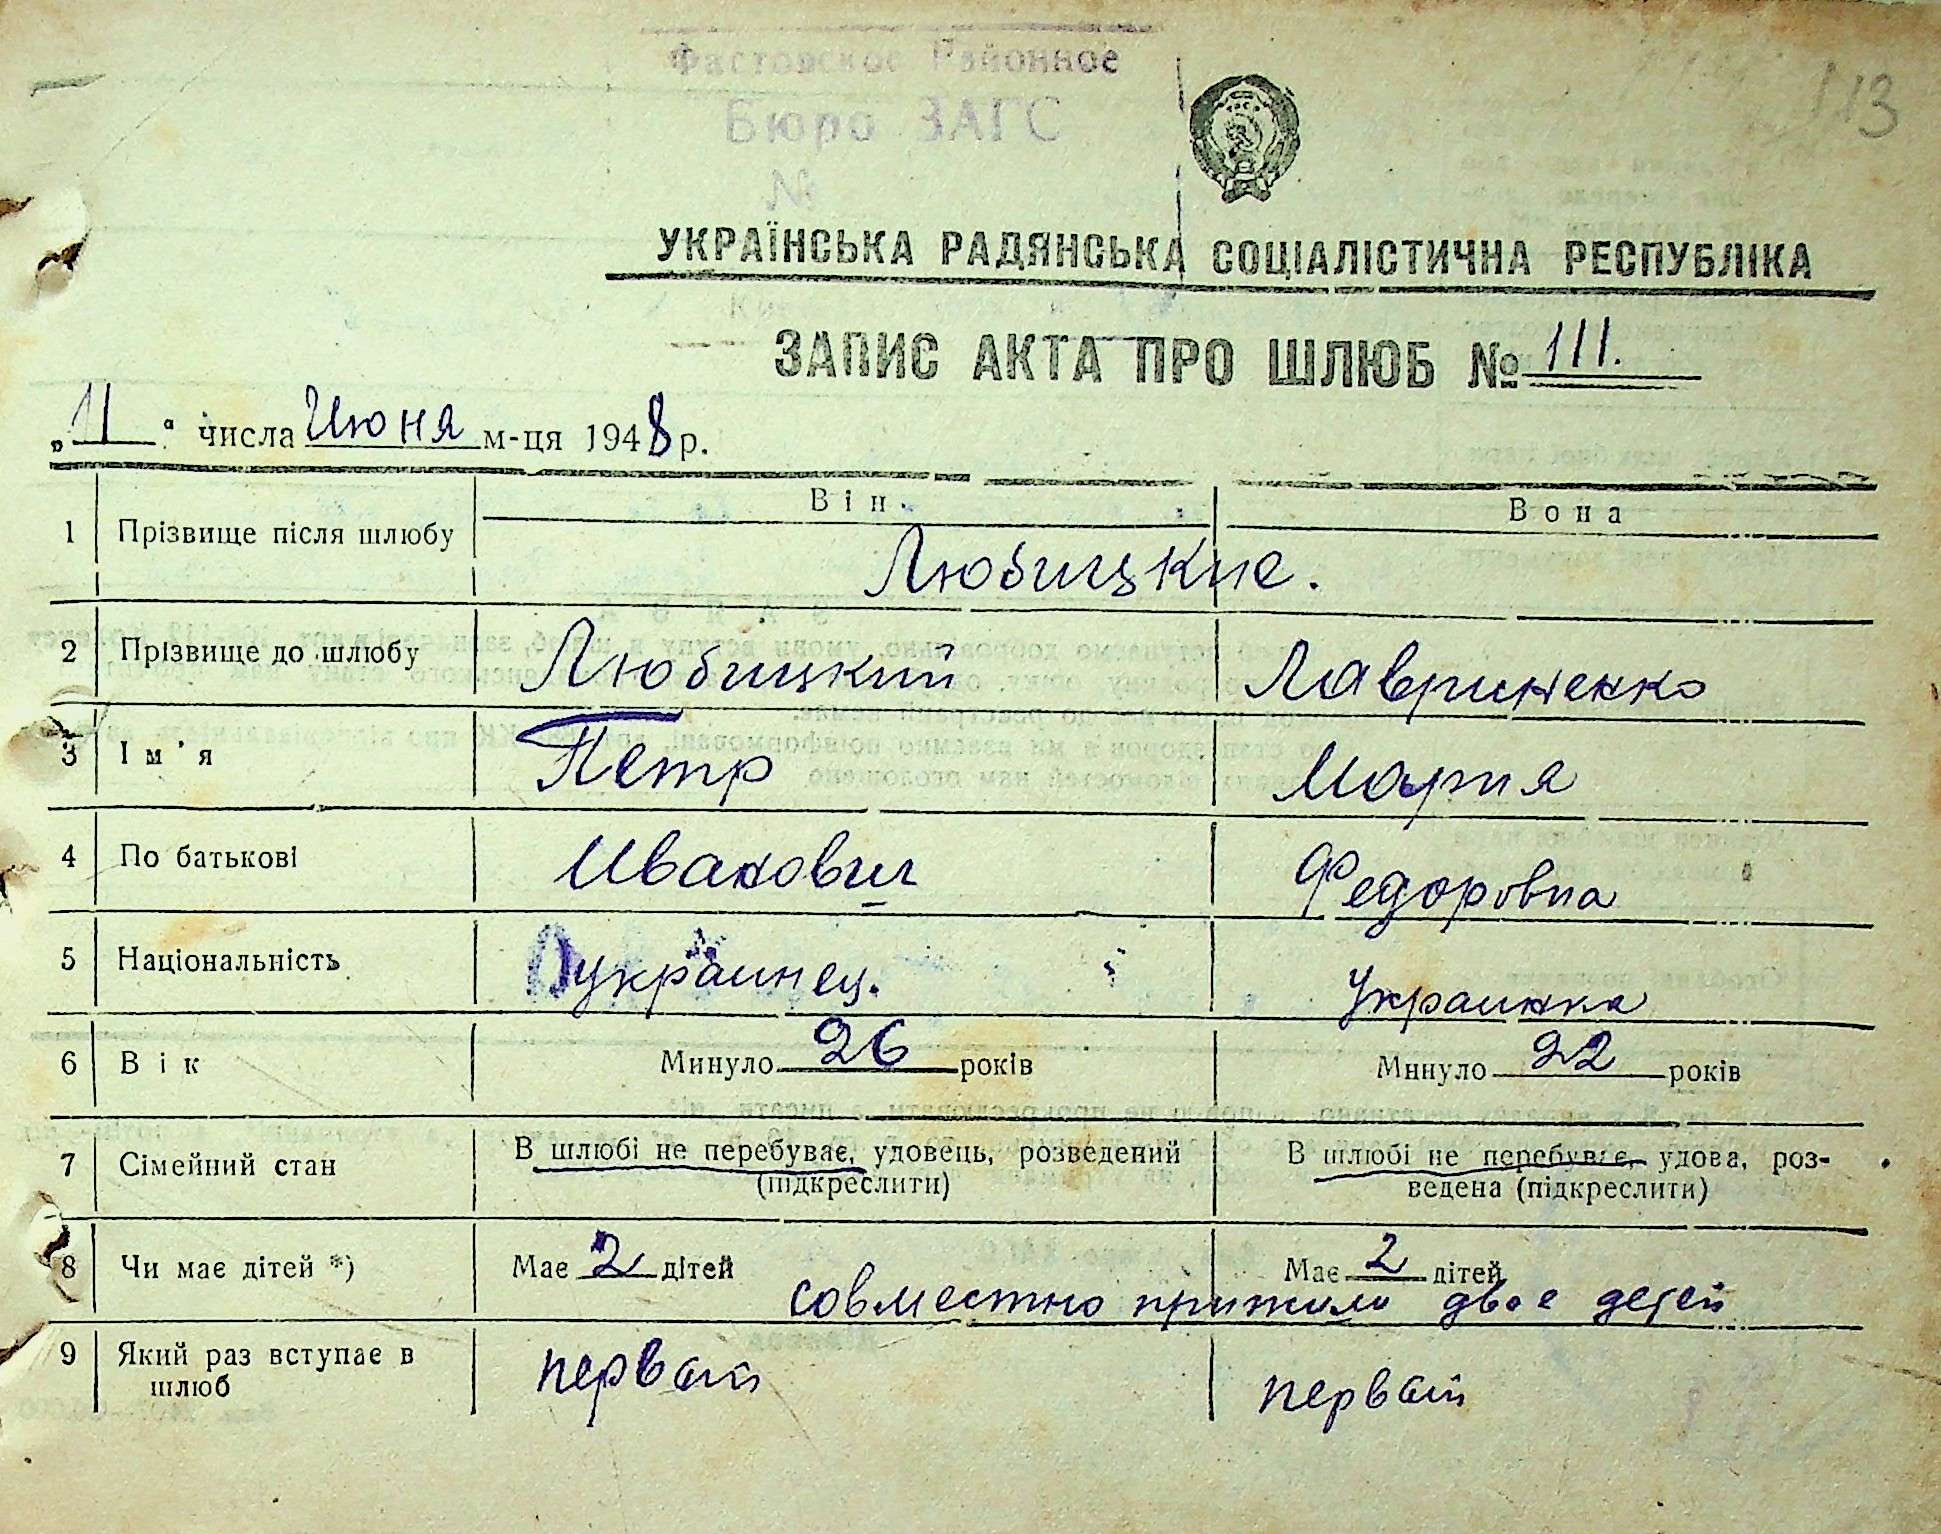 113
Фастовское Районное
Бюро ЗАГС
№
УКРАЇНСЬКА РАДЯНСЬКА СОЦІАЛІСТИЧНА РЕСПУБЛІКА
ЗАПИС АКТА ПРО ШЛЮБ № 111.
„11“ числа Июня м-ця 1948 р.
Він. Вона
1 Прізвище після шлюбу Любицкие.
2 Прізвище до шлюбу Любицкий Лавриненко
3 Ім'я Петр Мария
4 По батькові Иванович Федоровна
5 Національність украинец. Украинка
6 Вік Минуло 26 років Минуло 22 років
7 Сімейний стан В шлюбі не перебуває, удовець, розведений В шлюбі не перебуває, удова, роз-
(підкреслити) ведена (підкреслити)
8 Чи має дітей *) Має 2 дітей Має 2 дітей
совместно прижили двое детей
9 Який раз вступає в первый первый
шлюб